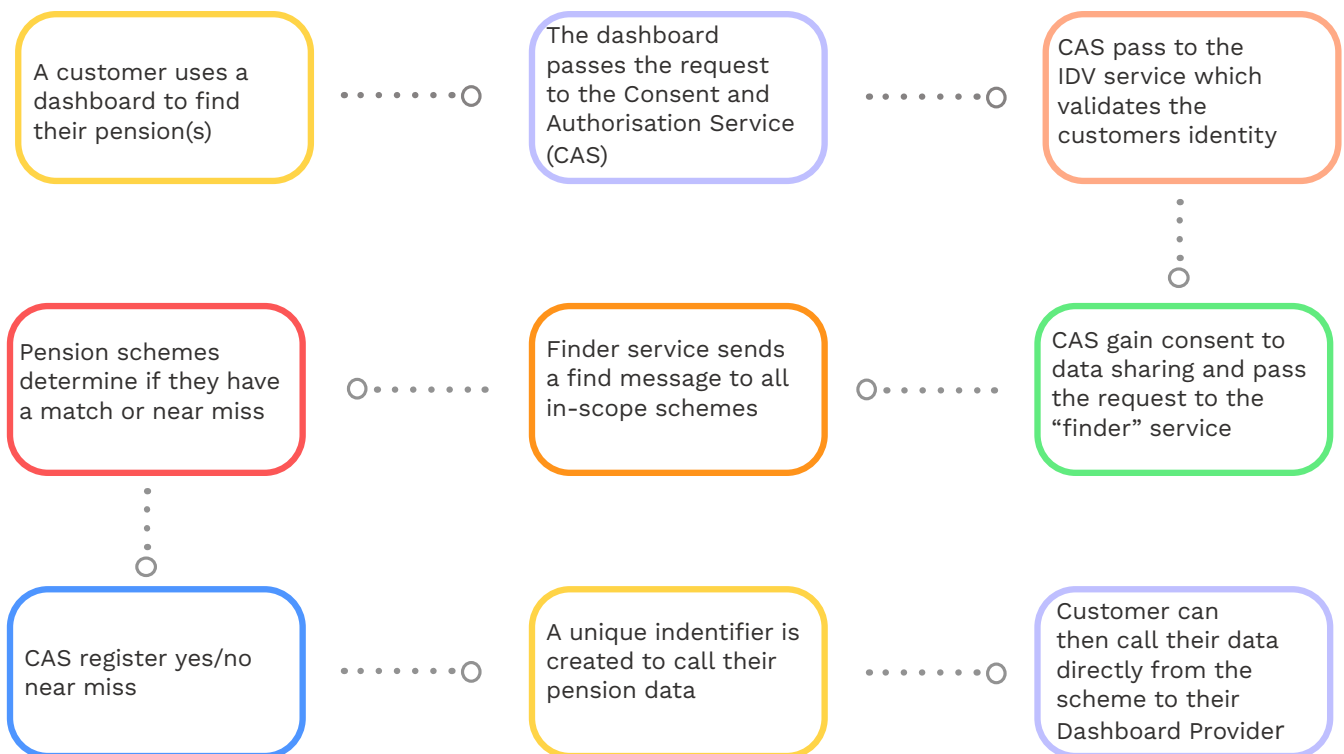 A customer uses a
dashboard to find
their pension(s)
The dashboard
passes the request
to the Consent and
Authorisation Service
(CAS)
CAS pass to the
IDV service which
validates the
customers identity
CAS gain consent to
data sharing and pass
the request to the
“finder” service
Finder service sends
a find message to all
in-scope schemes
Pension schemes
determine if they have
a match or near miss
CAS register yes/no
near miss
A unique indentifier is
created to call their
pension data
Customer can
then call their data
directly from the
scheme to their
Dashboard Provider